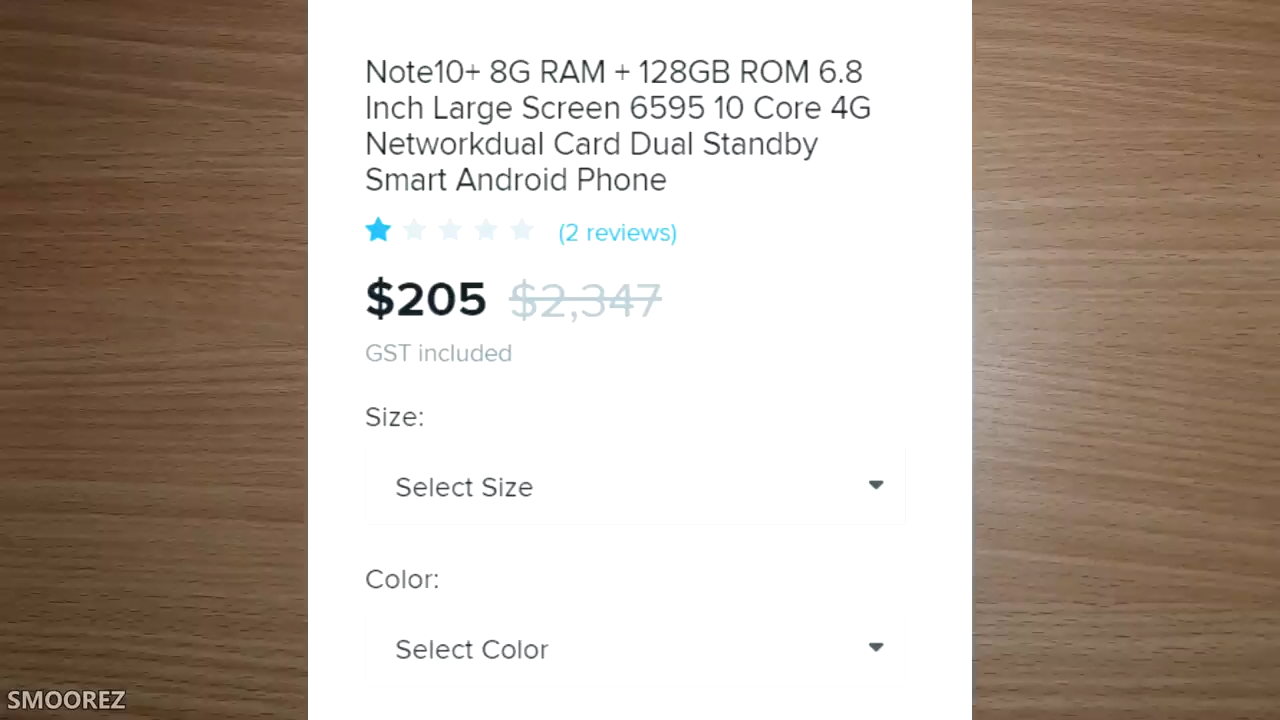 Note10+ 8G RAM + 128GB ROM 6.8
Inch Large Screen 6595 10 Core 4G
Networkdual Card Dual Standby
Smart Android Phone
(2 reviews)
$205 $2,347
GST included
Size:
Select Size
Color:
Select Color
SMOOREZ